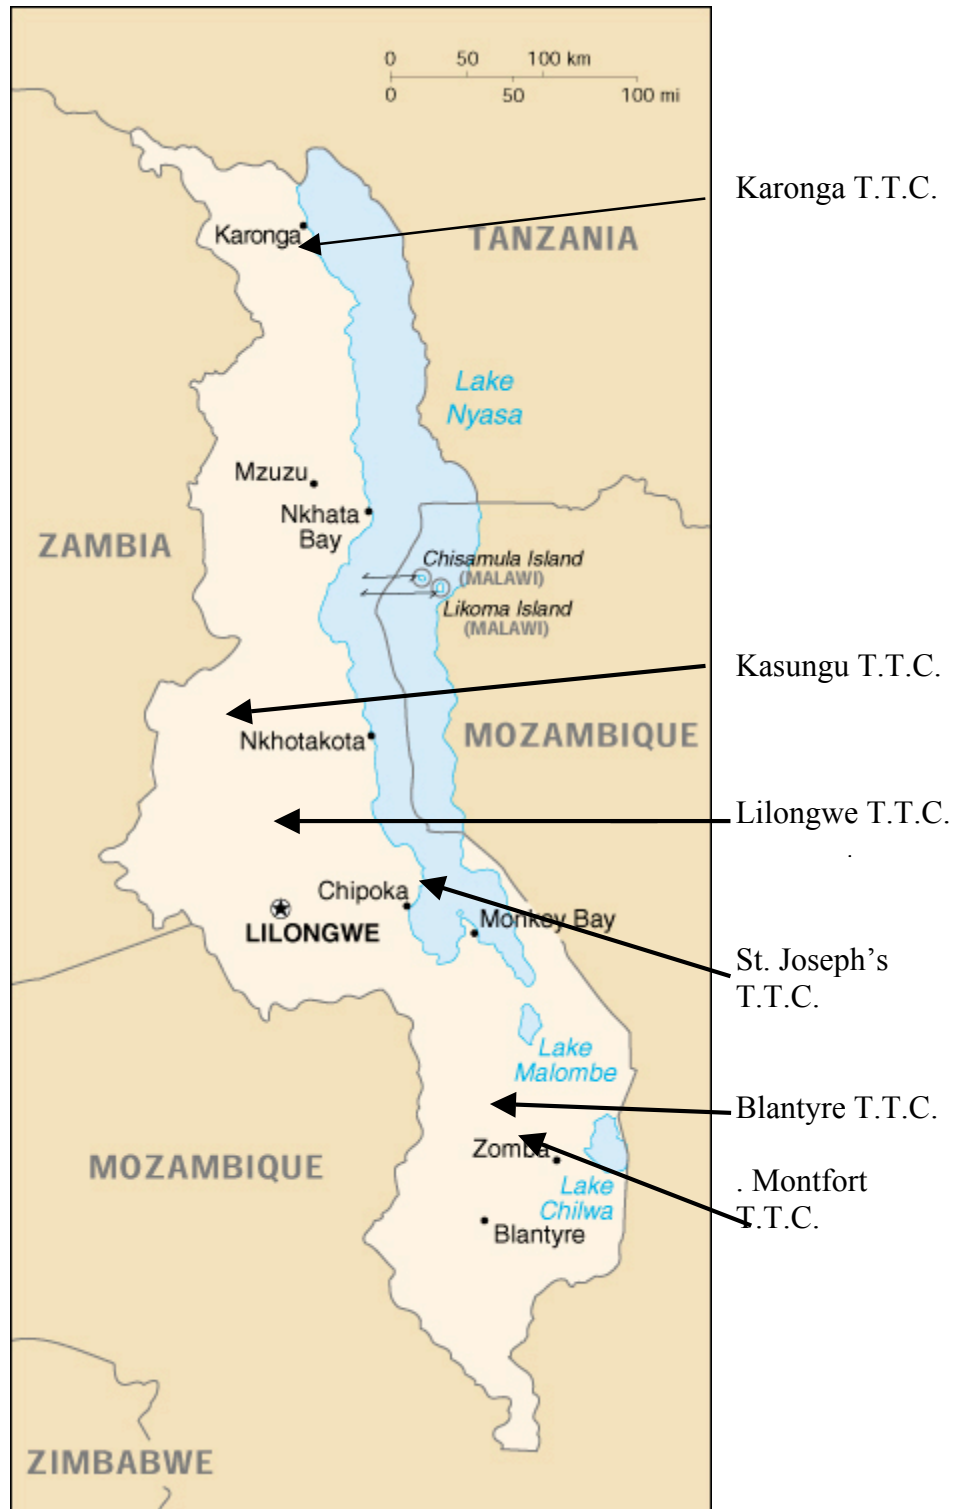 0 50 100 km
0 50 100 mi
Karonga T.T.C.
Karonga
TANZANIA
Lake
Nyasa
Mzuzu
Nkhata
Bay
ZAMBIA
Chisamula Island
(MALAWI)
Likoma Island
(MALAWI)
Kasungu T.T.C.
Nkhotakota
MOZAMBIQUE
Lilongwe T.T.C.
.
Chipoka
LILONGWE
Monkey Bay
St. Joseph’s
T.T.C.
Lake
Malombe
Blantyre T.T.C.
Zomba
MOZAMBIQUE
Lake
Chilwa
. Montfort
T.T.C.
Blantyre
ZIMBABWE